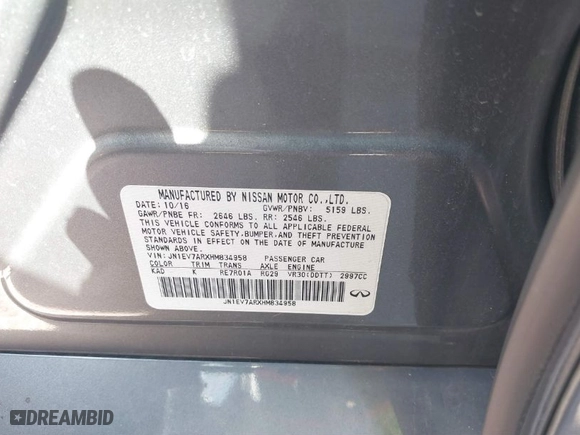 MANUFACTURED BY NISSAN MOTOR CO.,LTD.
DATE: 10/16 GVWR/PNBV: 5159 LBS.
GAWR/PNBE FR: 2646 LBS. RR: 2546 LBS.
THIS VEHICLE CONFORMS TO ALL APPLICABLE FEDERAL
MOTOR VEHICLE SAFETY,BUMPER,AND THEFT PREVENTION
STANDARDS IN EFFECT ON THE DATE OF MANUFACTURE
SHOWN ABOVE.
VIN:JN1EV7ARXHM834958 PASSENGER CAR
COLOR TRIM TRANS AXLE ENGINE
KAD K RE7R01A RG29 VR30(DDTT) 2997CC
JN1EV7ARXHM834958
DREAMBID